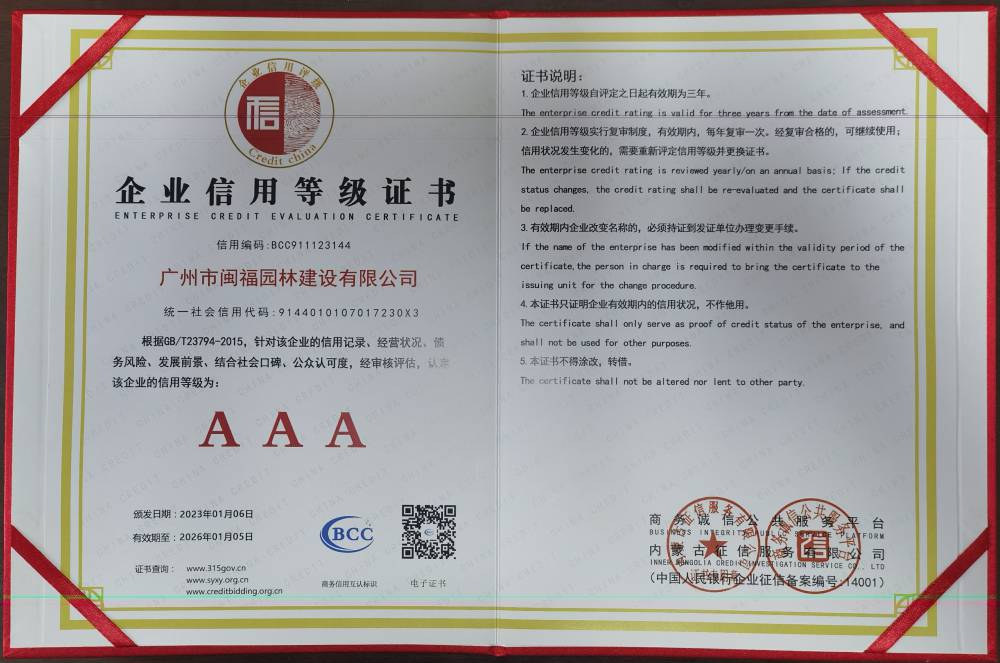 企业信用评级
信
Credit china
企业信用等级证书
ENTERPRISE CREDIT EVALUATION CERTIFICATE
信用编码:BCC911123144
广州市闽福园林建设有限公司
统一社会信用代码:9144010107017230X3
根据GB/T23794-2015，针对该企业的信用记录、经营状况、债
务风险、发展前景、结合社会口碑、公众认可度，经审核评估，认定
该企业的信用等级为：
AAA
颁发日期：2023年01月06日
有效期至：2026年01月05日
证书查询： www.315gov.cn
www.syxy.org.cn
www.creditbidding.org.cn
BCC
商务信用互认标识
电子证书
证书说明：
1. 企业信用等级自评定之日起有效期为三年。
The enterprise credit rating is valid for three years from the date of assessment.
2. 企业信用等级实行复审制度，有效期内，每年复审一次。经复审合格的，可继续使用；
信用状况发生变化的，需要重新评定信用等级并更换证书。
The enterprise credit rating is reviewed yearly/on an annual basis; If the credit
status changes, the credit rating shall be re-evaluated and the certificate shall
be replaced.
3. 有效期内企业改变名称的，必须持证到发证单位办理变更手续。
If the name of the enterprise has been modified within the validity period of the
certificate,the person in charge is required to bring the certificate to the
issuing unit for the change procedure.
4. 本证书只证明企业有效期内的信用状况，不作他用。
The certificate shall only serve as proof of credit status of the enterprise, and
shall not be used for other purposes.
5. 本证书不得涂改，转借。
The certificate shall not be altered nor lent to other party.
商务诚信公共服务平台
BUSINESS INTEGRITY PUBLIC SERVICE PLATFORM
内蒙古征信服务有限公司
INNER MONGOLIA CREDIT INVESTIGATION SERVICE CO., LTD
（中国人民银行企业征信备案编号:14001）